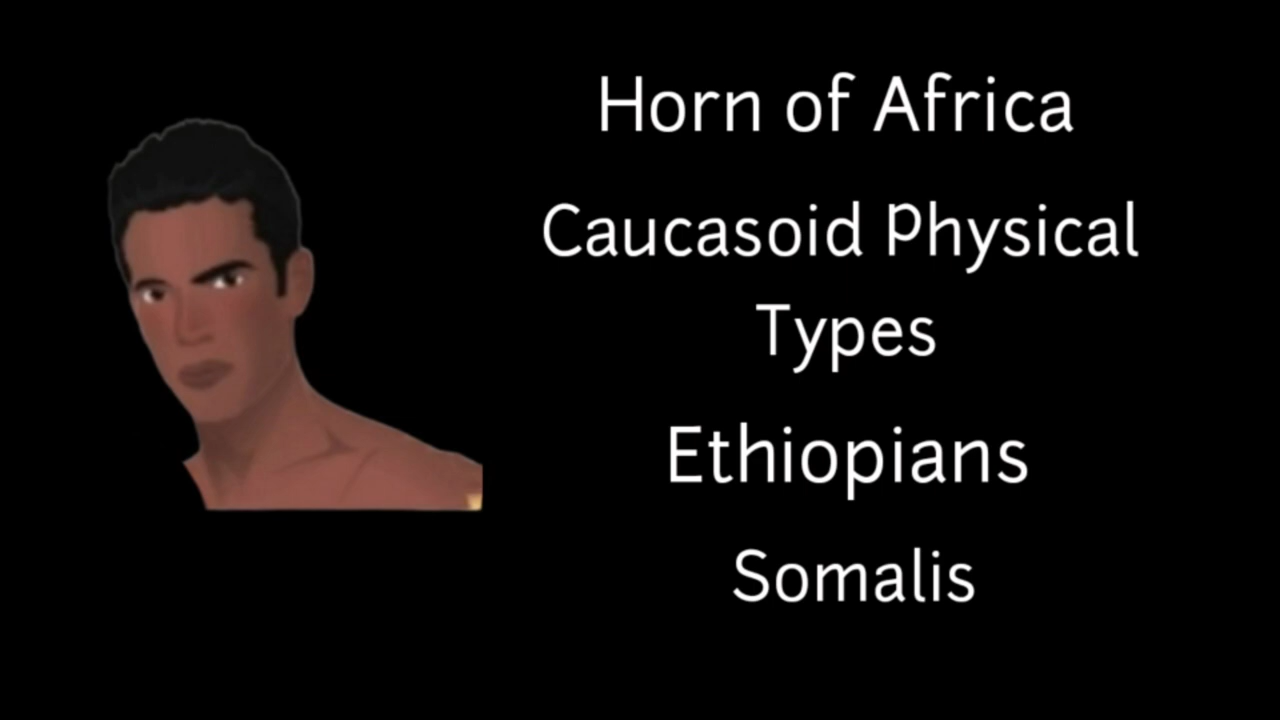 Horn of Africa
Caucasoid Physical
Types
Ethiopians
Somalis